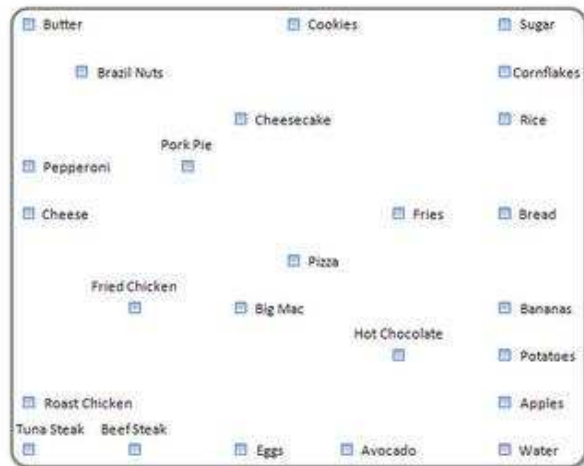 Butter
Cookies
Sugar
Brazil Nuts
Cornflakes
Cheesecake
Rice
Pork Pie
Pepperoni
Cheese
Fries
Bread
Pizza
Fried Chicken
Big Mac
Bananas
Hot Chocolate
Potatoes
Roast Chicken
Apples
Tuna Steak
Beef Steak
Eggs
Avocado
Water